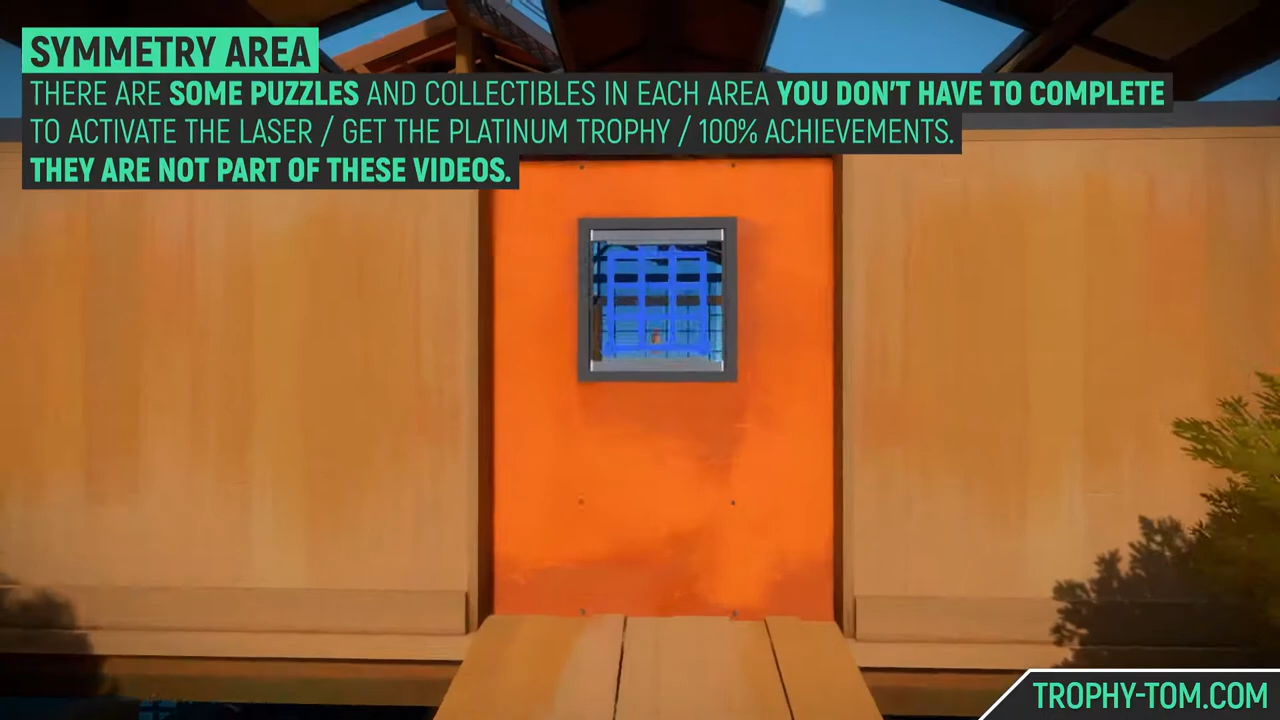 SYMMETRY AREA
THERE ARE SOME PUZZLES AND COLLECTIBLES IN EACH AREA YOU DON'T HAVE TO COMPLETE
TO ACTIVATE THE LASER / GET THE PLATINUM TROPHY / 100% ACHIEVEMENTS.
THEY ARE NOT PART OF THESE VIDEOS.
TROPHY-TOM.COM